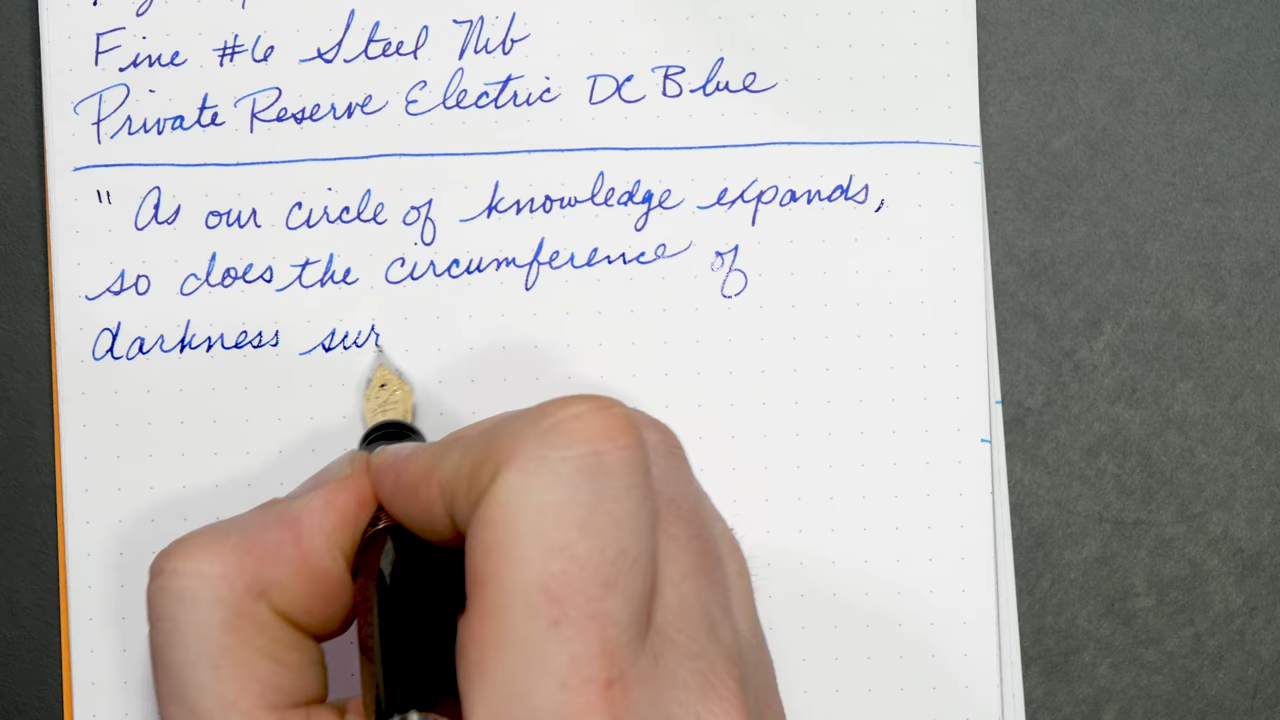 Fine #6 Steel Nib
Private Reserve Electric DC Blue
" As our circle of knowledge expands,
so does the circumference of
darkness sur